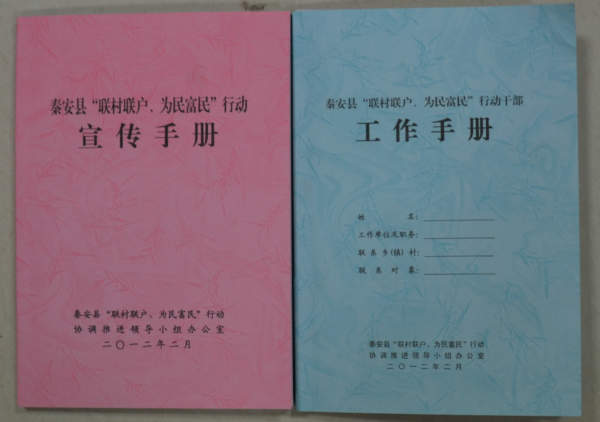 秦安县“联村联户、为民富民”行动
宣传手册
秦安县“联村联户、为民富民”行动
协调推进领导小组办公室
二〇一二年二月
秦安县“联村联户、为民富民”行动干部
工作手册
姓名:
工作单位及职务:
联系乡(镇)村:
联系对象:
秦安县“联村联户、为民富民”行动
协调推进领导小组办公室
二〇一二年二月